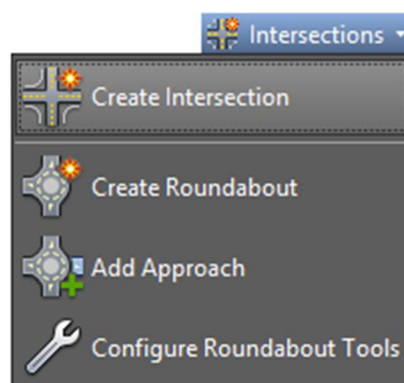 Intersections
Create Intersection
Create Roundabout
Add Approach
Configure Roundabout Tools